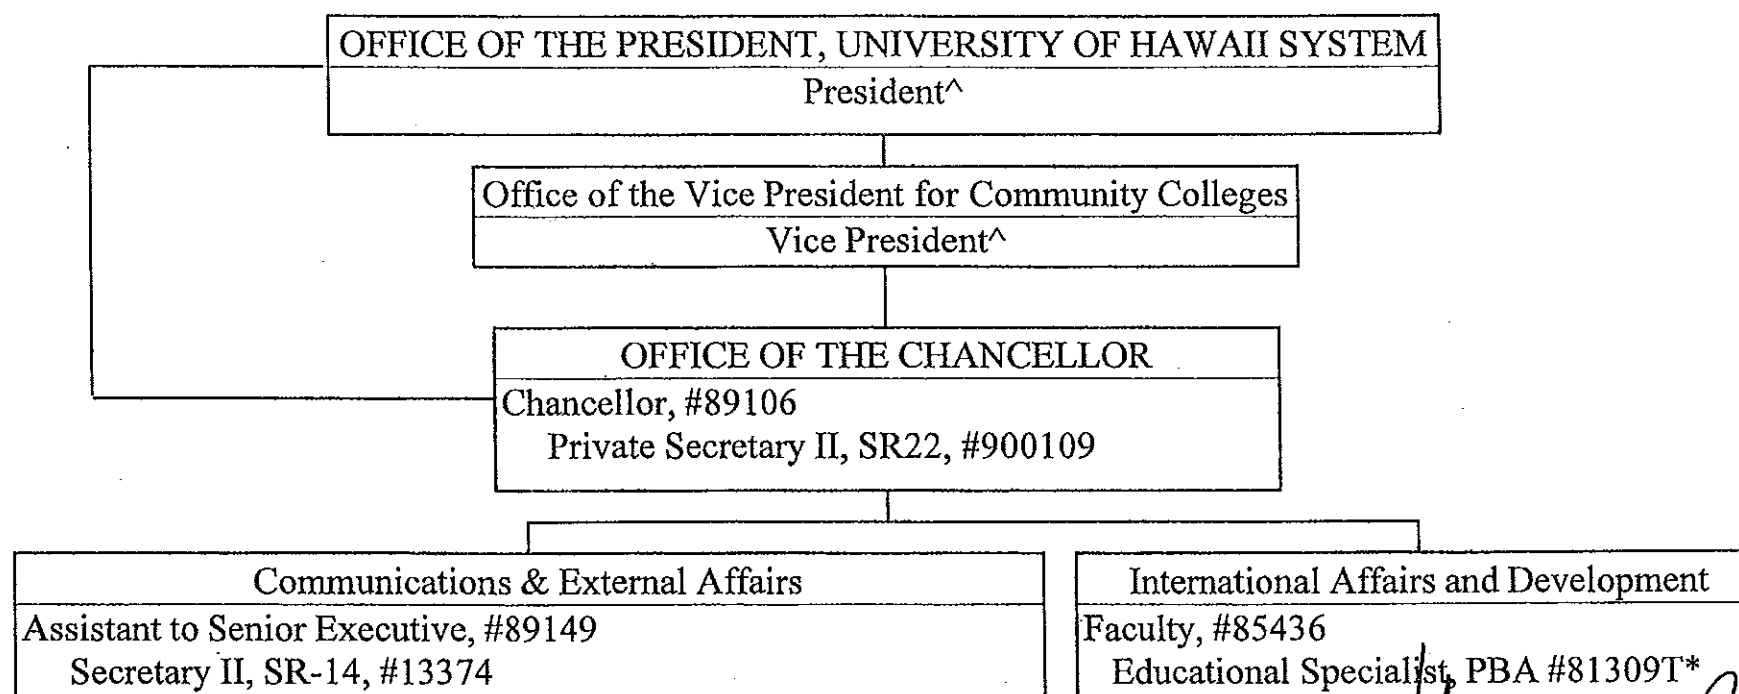 OFFICE OF THE PRESIDENT, UNIVERSITY OF HAWAII SYSTEM
President^
Office of the Vice President for Community Colleges
Vice President^
OFFICE OF THE CHANCELLOR
Chancellor, #89106
Private Secretary II, SR22, #900109
Communications & External Affairs
Assistant to Senior Executive, #89149
Secretary II, SR-14, #13374
International Affairs and Development
Faculty, #85436
Educational Specialist, PBA #81309T*